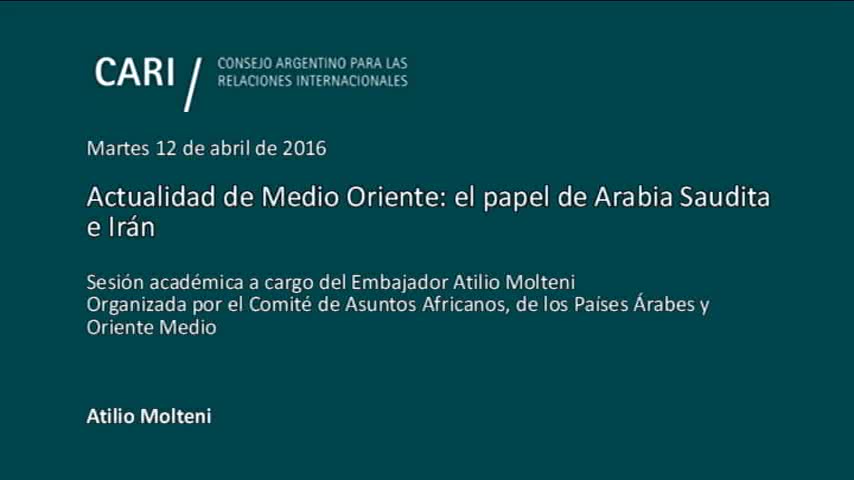 CARI/
CONSEJO ARGENTINO PARA LAS
RELACIONES INTERNACIONALES
Martes 12 de abril de 2016
Actualidad de Medio Oriente: el papel de Arabia Saudita
e Irán
Sesión académica a cargo del Embajador Atilio Molteni
Organizada por el Comité de Asuntos Africanos, de los Países Árabes y
Oriente Medio
Atilio Molteni